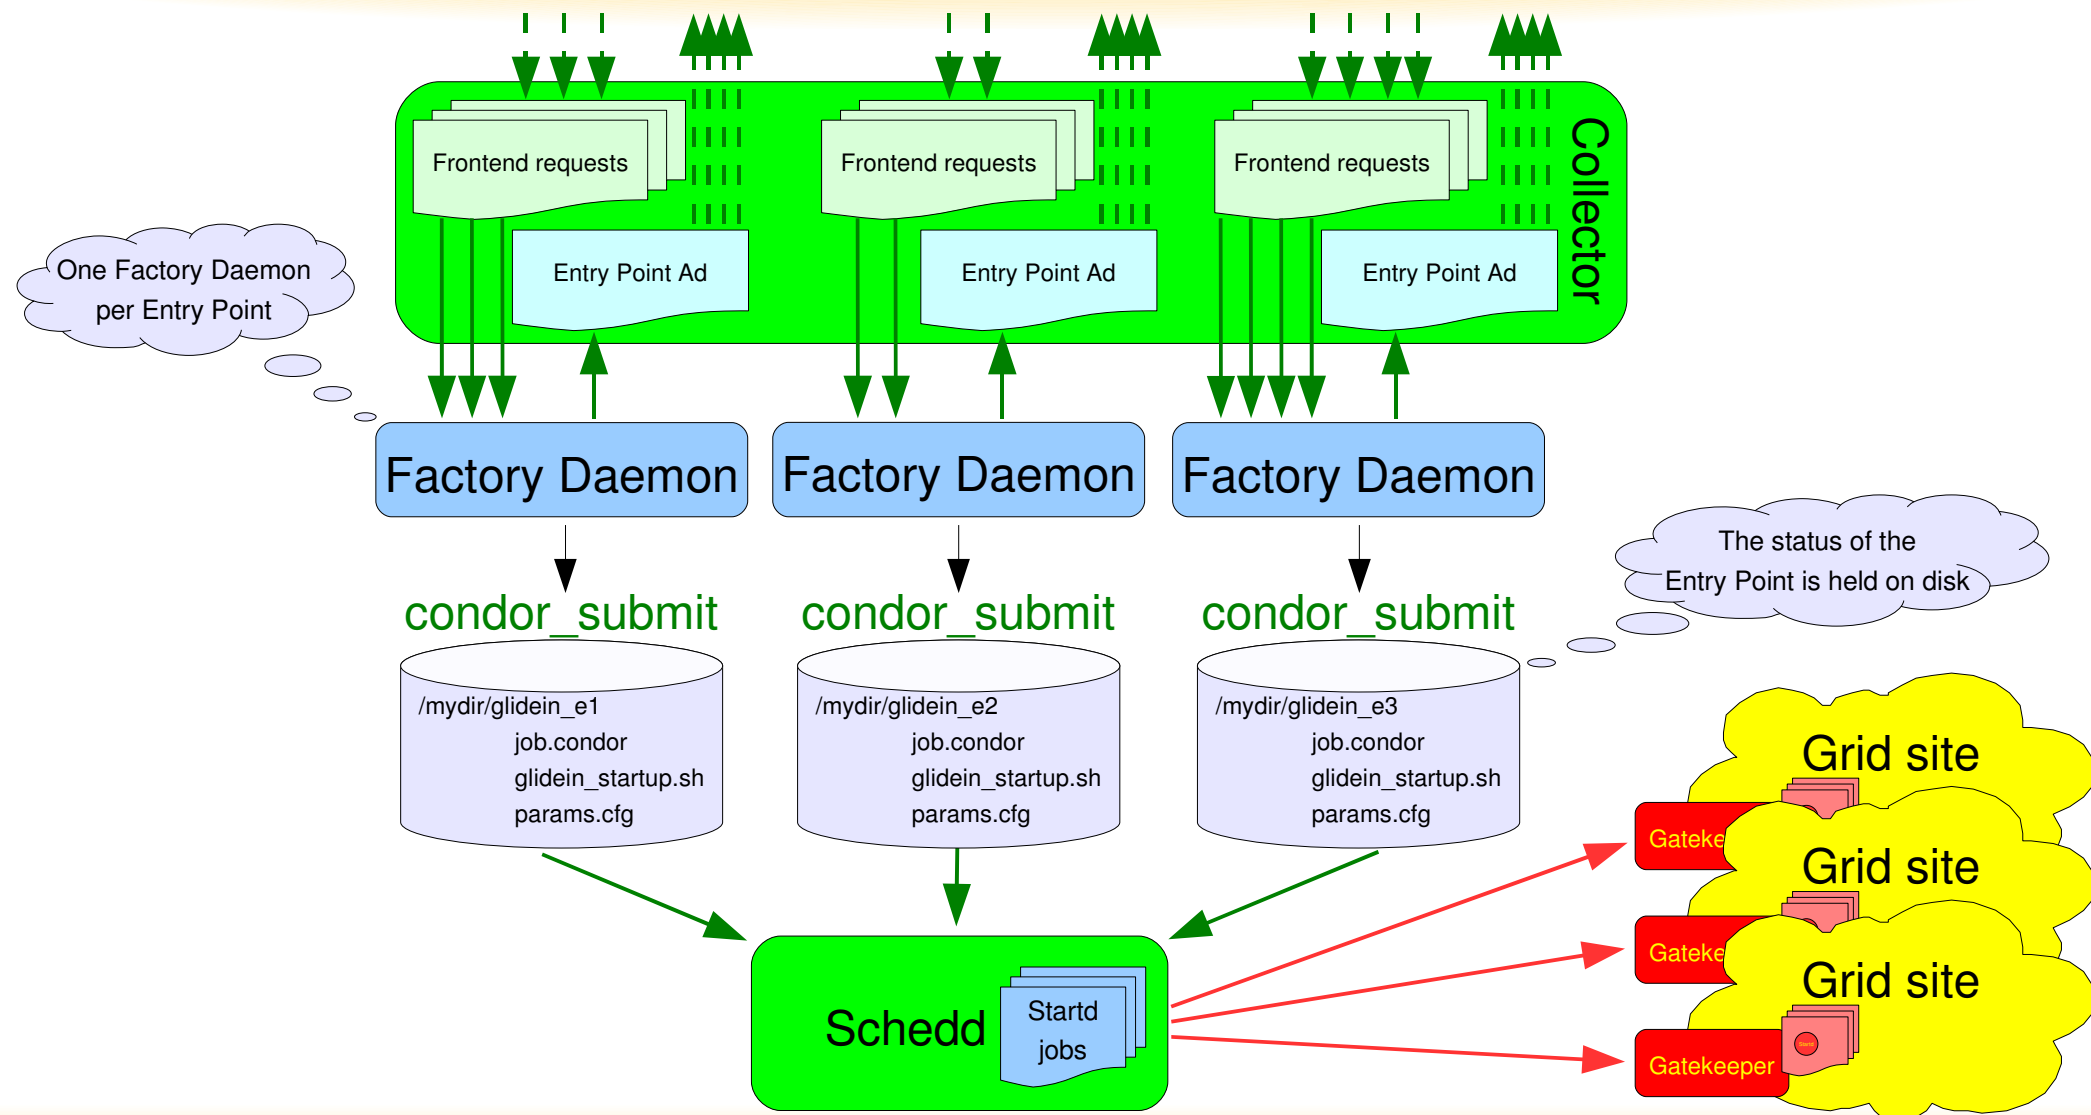 Frontend requests
Frontend requests
Frontend requests
Collector
Entry Point Ad
Entry Point Ad
Entry Point Ad
One Factory Daemon
per Entry Point
Factory Daemon
Factory Daemon
Factory Daemon
The status of the
Entry Point is held on disk
condor_submit
condor_submit
condor_submit
/mydir/glidein_e1
job.condor
glidein_startup.sh
params.cfg
/mydir/glidein_e2
job.condor
glidein_startup.sh
params.cfg
/mydir/glidein_e3
job.condor
glidein_startup.sh
params.cfg
Grid site
Gateke
Grid site
Gateke
Grid site
Gatekeeper
Startd
Schedd
Startd
jobs